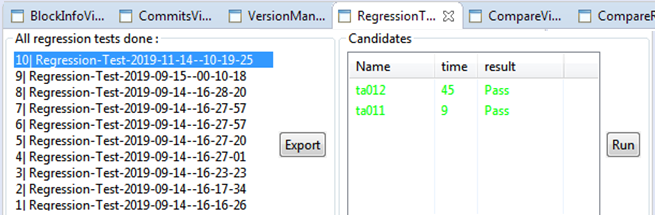 BlockInfoVi... CommitsVi... VersionMan... RegressionT... CompareVi... CompareR
All regression tests done :
10| Regression-Test-2019-11-14--10-19-25
9| Regression-Test-2019-09-15--00-10-18
8| Regression-Test-2019-09-14--16-28-20
7| Regression-Test-2019-09-14--16-27-57
6| Regression-Test-2019-09-14--16-27-57
5| Regression-Test-2019-09-14--16-27-20
4| Regression-Test-2019-09-14--16-27-01
3| Regression-Test-2019-09-14--16-23-23
2| Regression-Test-2019-09-14--16-17-34
1| Regression-Test-2019-09-14--16-16-26
Export
Candidates
Name time result
ta012 45 Pass
ta011 9 Pass
Run